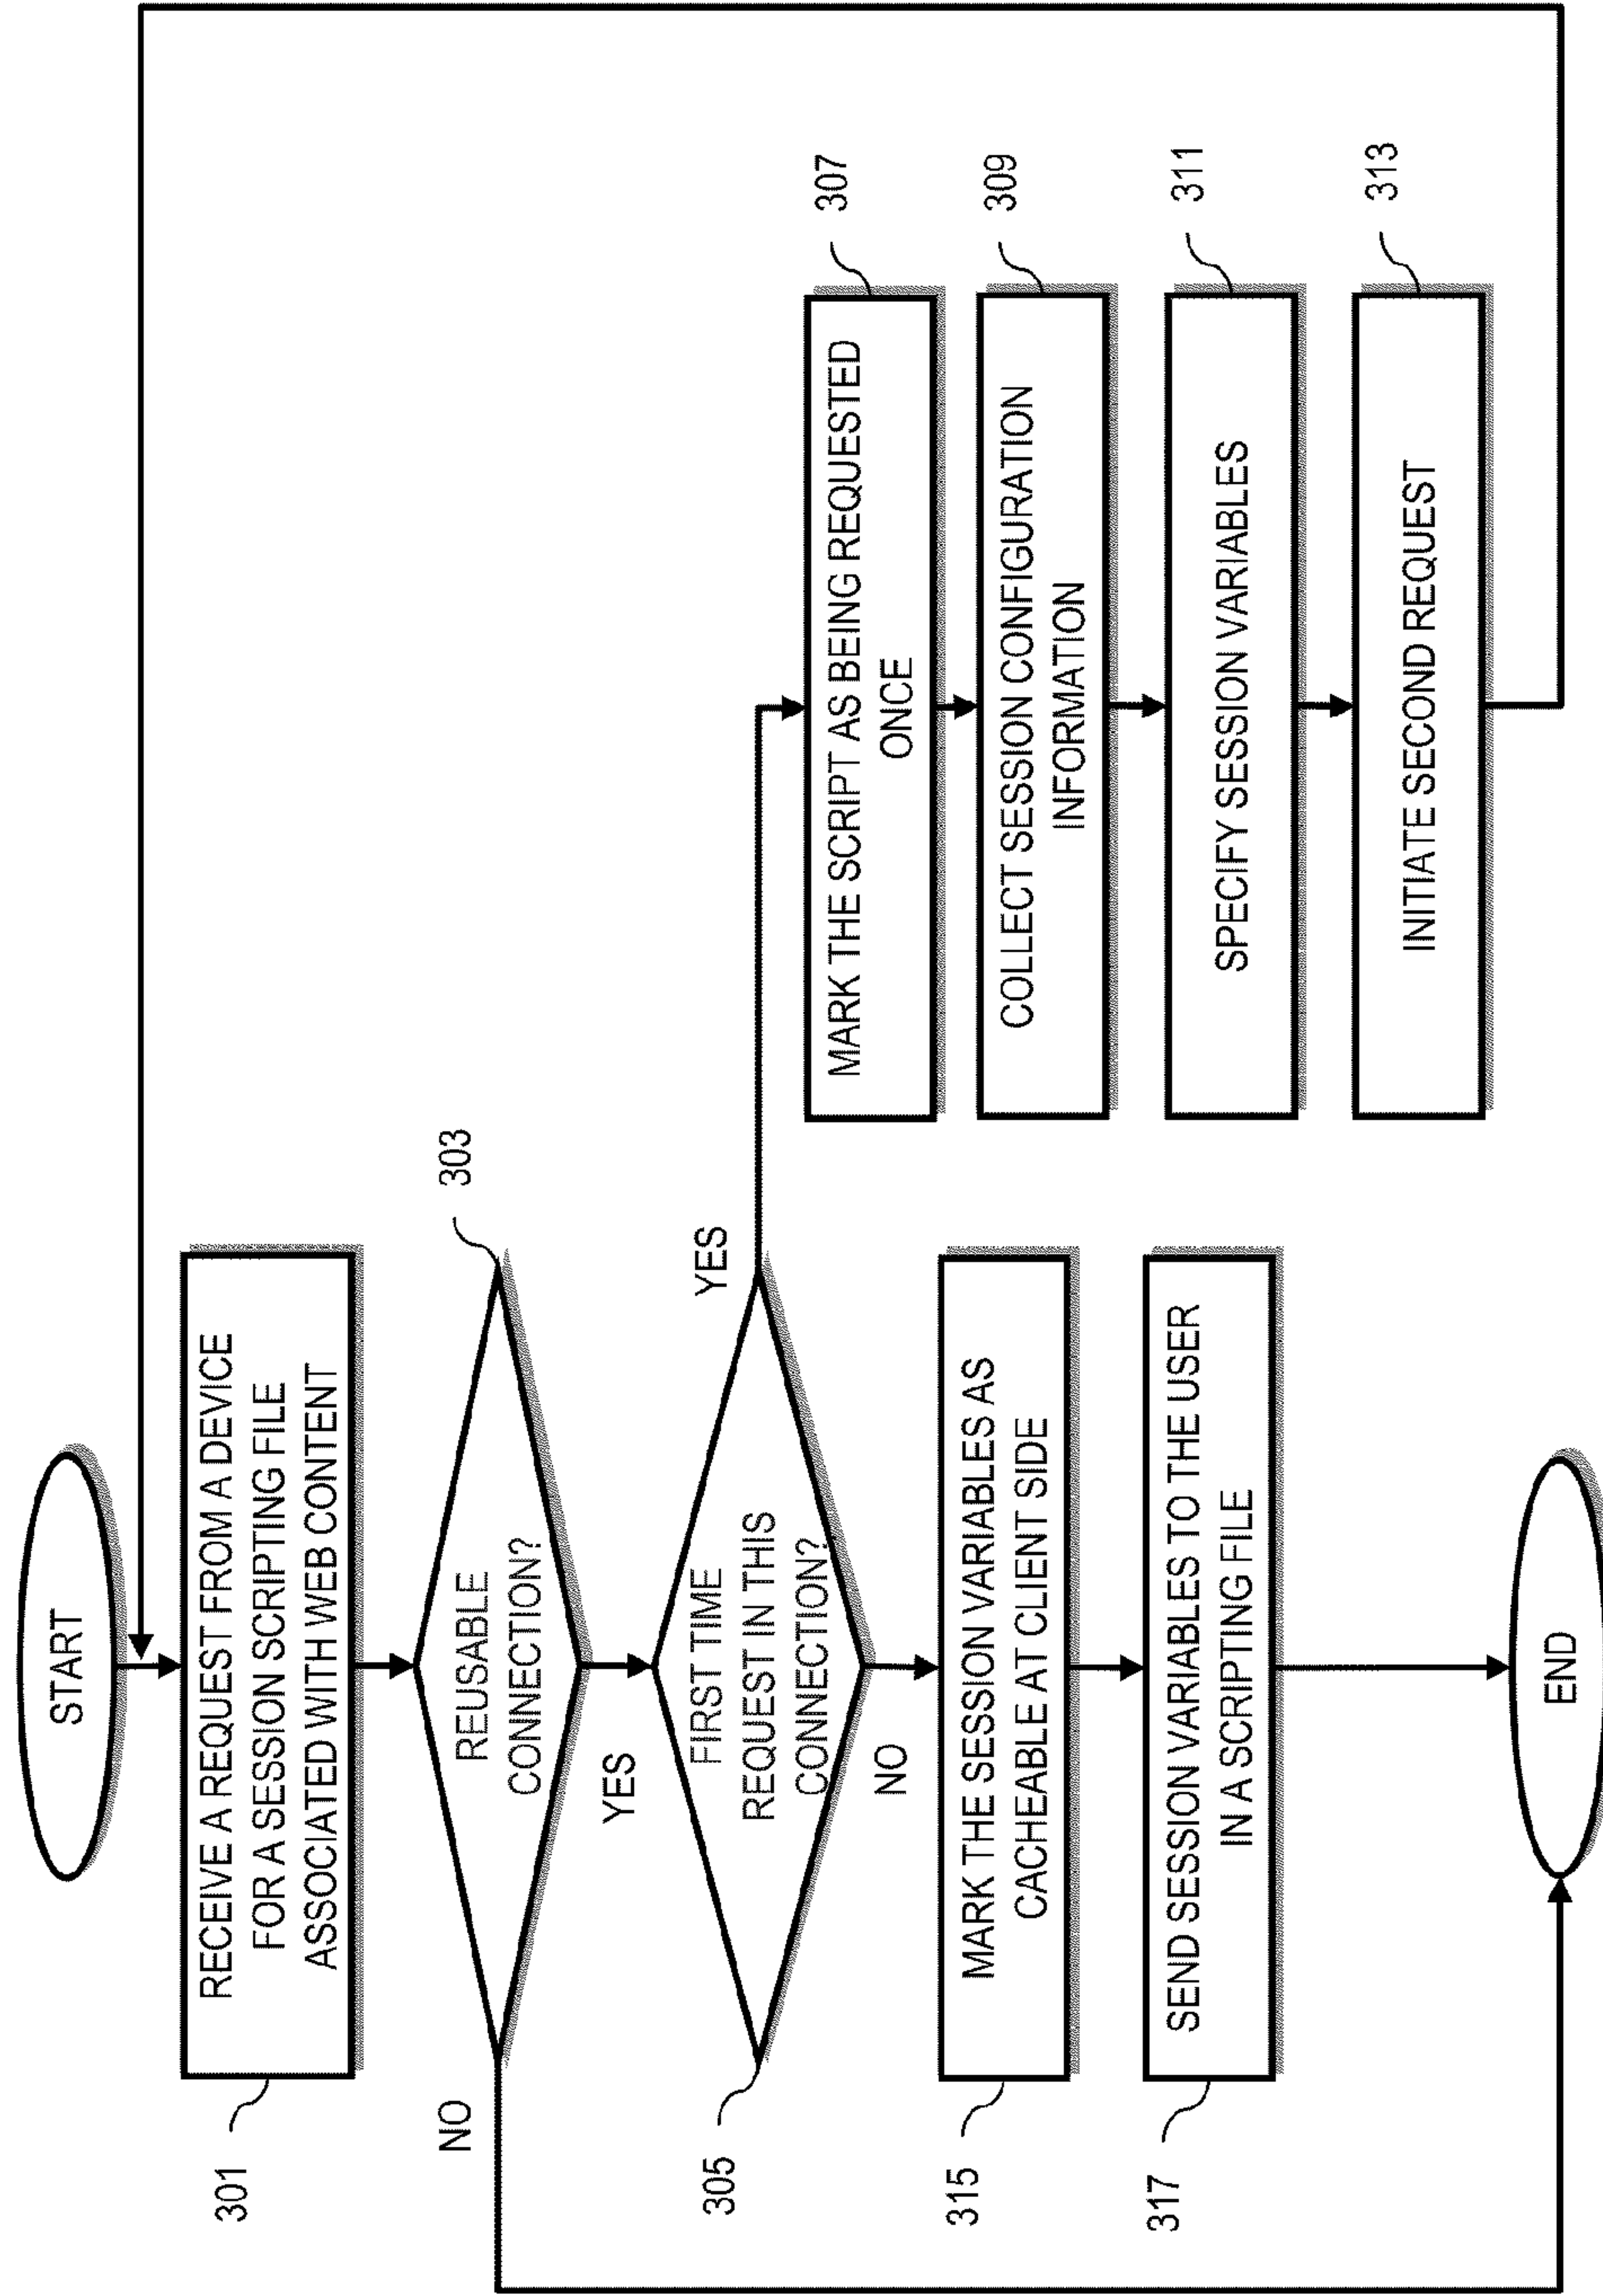 START
301
RECEIVE A REQUEST FROM A DEVICE
FOR A SESSION SCRIPTING FILE
ASSOCIATED WITH WEB CONTENT
303
REUSABLE
CONNECTION?
NO
YES
305
FIRST TIME
REQUEST IN THIS
CONNECTION?
YES
NO
307
MARK THE SCRIPT AS BEING REQUESTED
ONCE
309
COLLECT SESSION CONFIGURATION
INFORMATION
311
SPECIFY SESSION VARIABLES
313
INITIATE SECOND REQUEST
315
MARK THE SESSION VARIABLES AS
CACHEABLE AT CLIENT SIDE
317
SEND SESSION VARIABLES TO THE USER
IN A SCRIPTING FILE
END